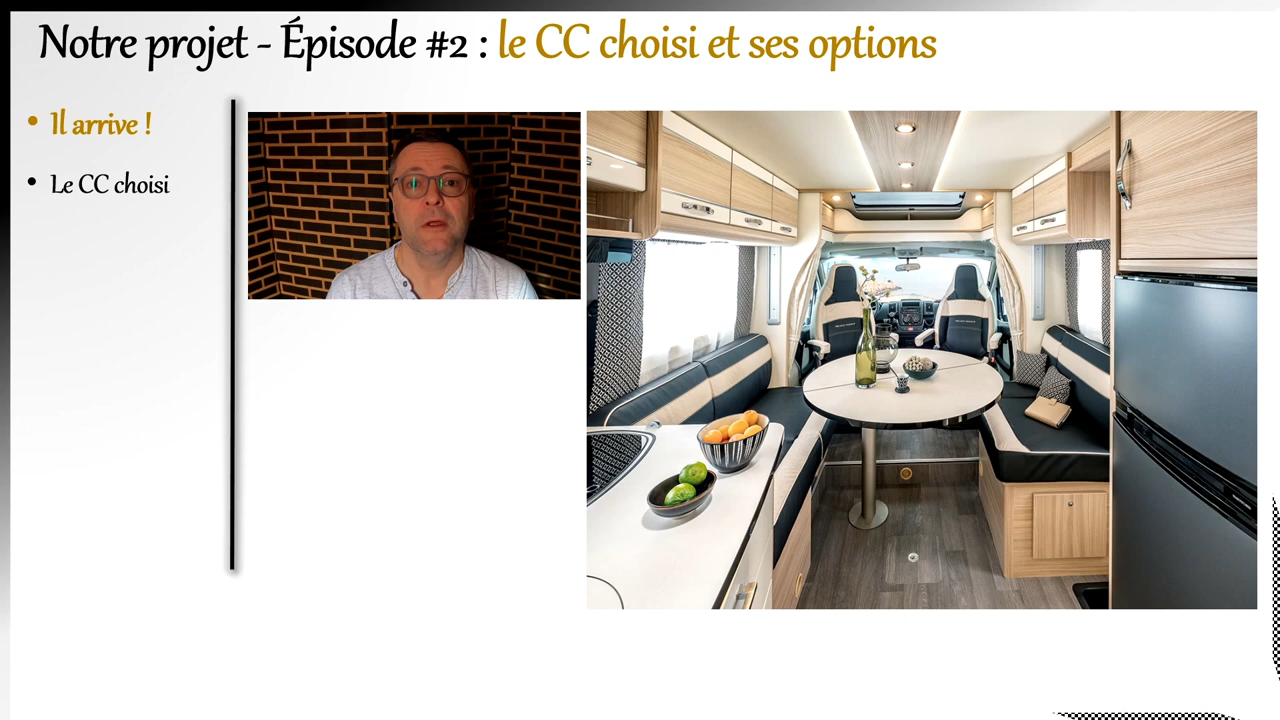 Notre projet - Épisode #2 : le CC choisi et ses options
• Il arrive !
• Le CC choisi